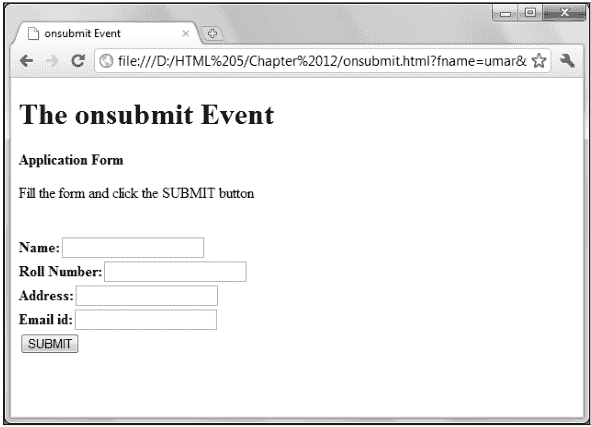 onsubmit Event
file:///D:/HTML%205/Chapter%2012/onsubmit.html?fname=umar&
The onsubmit Event
Application Form
Fill the form and click the SUBMIT button
Name:
Roll Number:
Address:
Email id:
SUBMIT